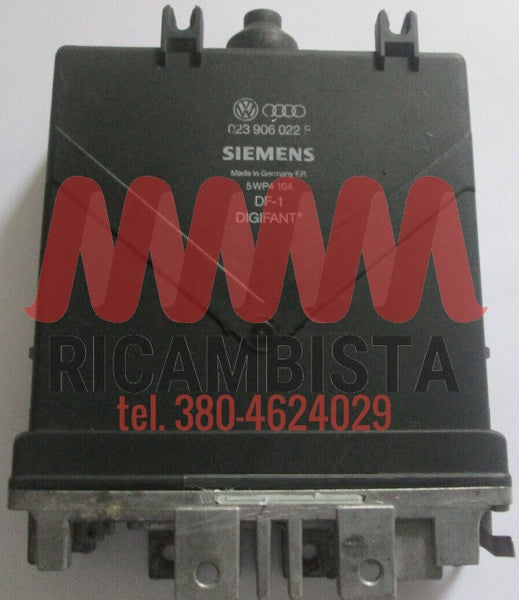 023 906 022 F
SIEMENS
Made in Germany F.R.
5WP4 104
DF-1
DIGIFANT®
RICAMBISTA
tel. 380-4624029